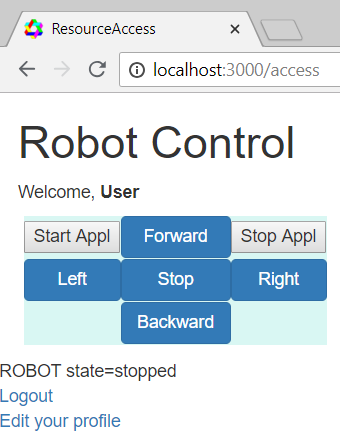 ResourceAccess
localhost:3000/access
Robot Control
Welcome, User
Start Appl Forward Stop Appl
Left Stop Right
Backward
ROBOT state=stopped
Logout
Edit your profile